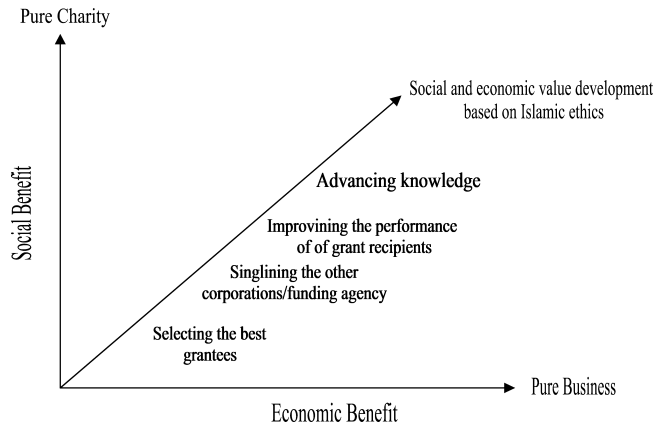 Pure Charity
Social and economic value development
based on Islamic ethics
Advancing knowledge
Social Benefit
Improvining the performance
of of grant recipients
Singlining the other
corporations/funding agency
Selecting the best
grantees
Pure Business
Economic Benefit